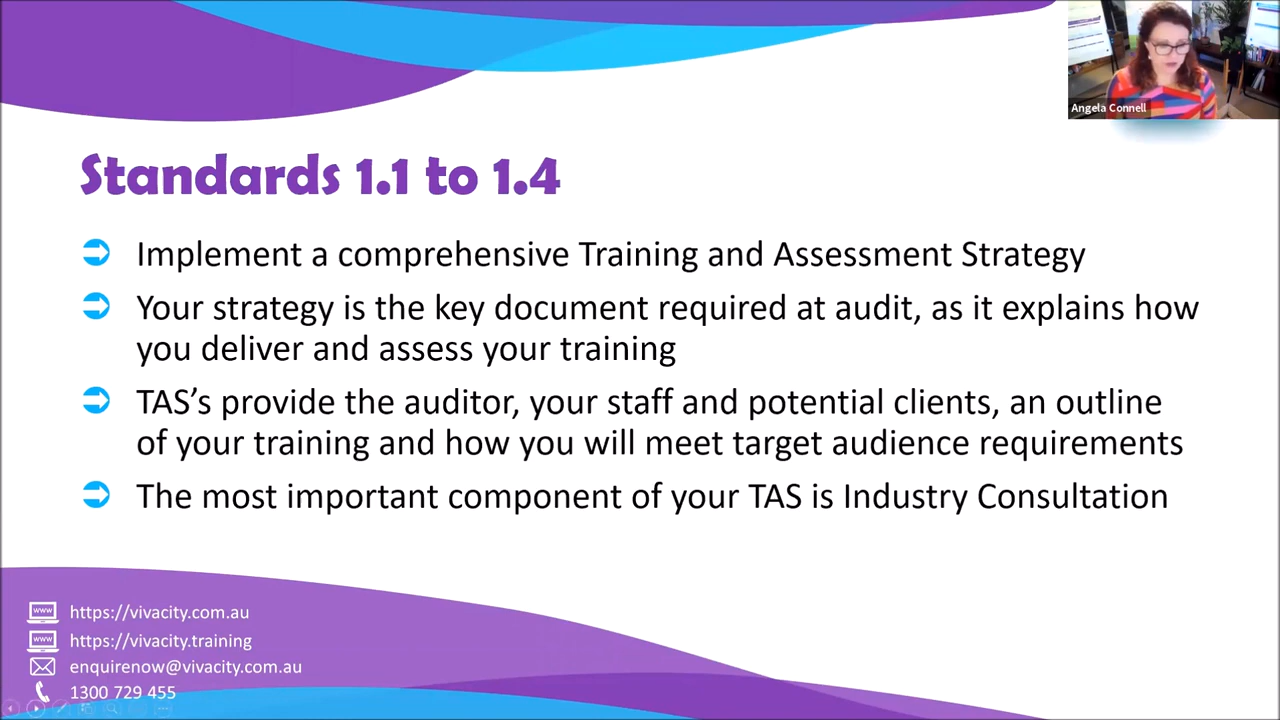 Angela Connell
Standards 1.1 to 1.4
Implement a comprehensive Training and Assessment Strategy
Your strategy is the key document required at audit, as it explains how
you deliver and assess your training
TAS's provide the auditor, your staff and potential clients, an outline
of your training and how you will meet target audience requirements
The most important component of your TAS is Industry Consultation
www https://vivacity.com.au
www https://vivacity.training
enquirenow@vivacity.com.au
1300 729 455